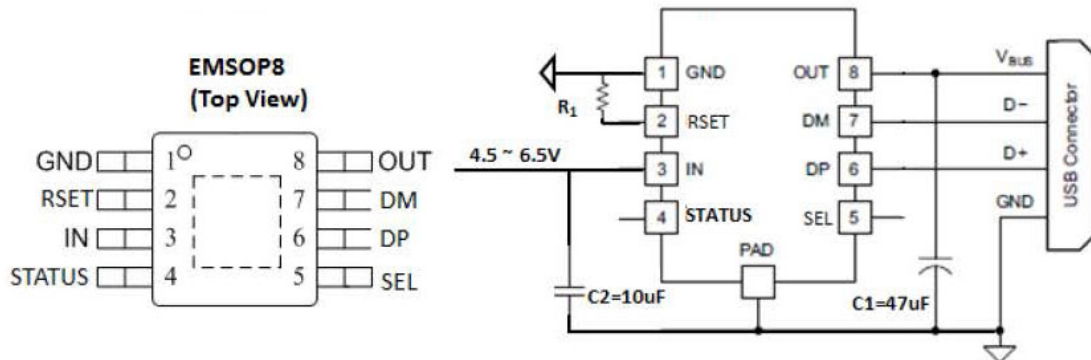 EMSOP8
(Top View)
GND 1 8 OUT
RSET 2 7 DM
IN 3 6 DP
STATUS 4 5 SEL
1 GND OUT 8 VBUS
R1
2 RSET DM 7 D−
4.5 ~ 6.5V
3 IN DP 6 D+
4 STATUS SEL 5 GND
PAD
C2=10uF
C1=47uF
USB Connector